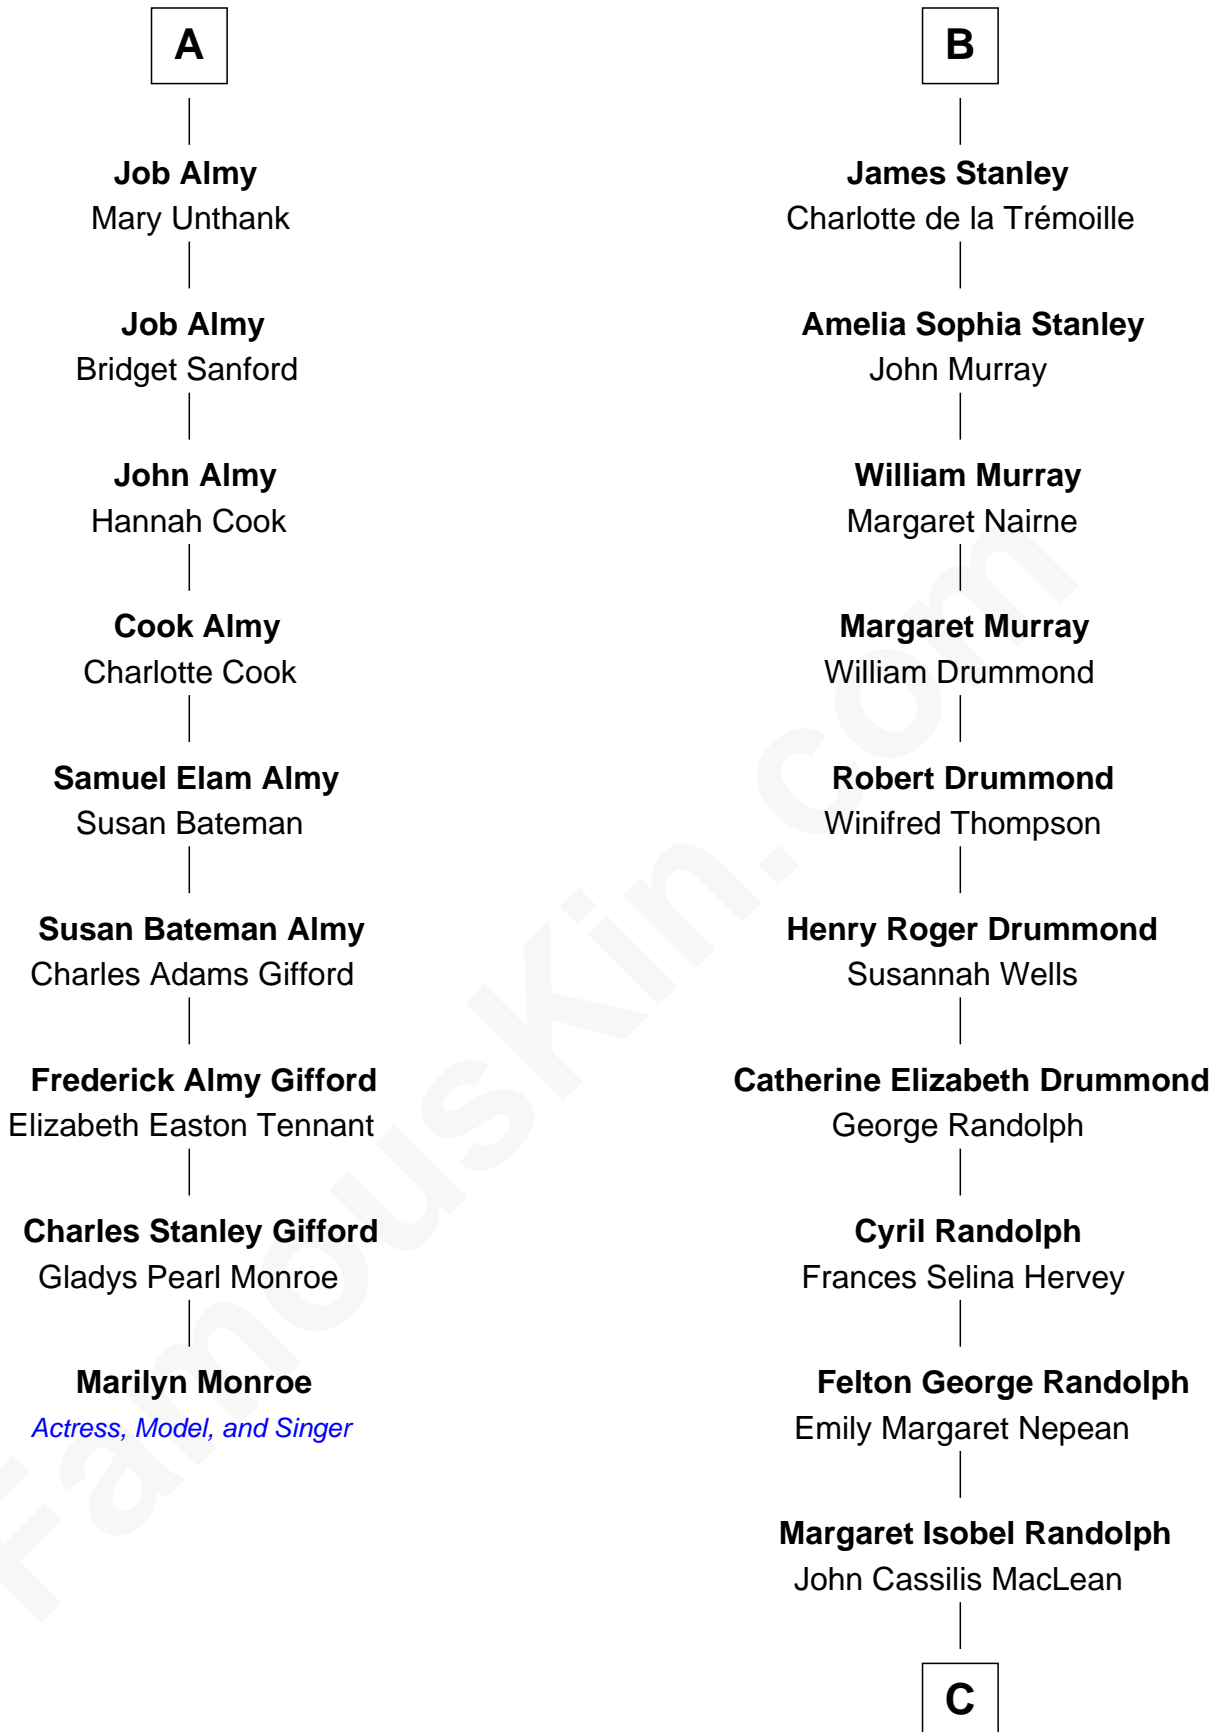 A
Job Almy
Mary Unthank
Job Almy
Bridget Sanford
John Almy
Hannah Cook
Cook Almy
Charlotte Cook
Samuel Elam Almy
Susan Bateman
Susan Bateman Almy
Charles Adams Gifford
Frederick Almy Gifford
Elizabeth Easton Tennant
Charles Stanley Gifford
Gladys Pearl Monroe
Marilyn Monroe
Actress, Model, and Singer
B
James Stanley
Charlotte de la Trémoille
Amelia Sophia Stanley
John Murray
William Murray
Margaret Nairne
Margaret Murray
William Drummond
Robert Drummond
Winifred Thompson
Henry Roger Drummond
Susannah Wells
Catherine Elizabeth Drummond
George Randolph
Cyril Randolph
Frances Selina Hervey
Felton George Randolph
Emily Margaret Nepean
Margaret Isobel Randolph
John Cassilis MacLean
C
FamousKin.com